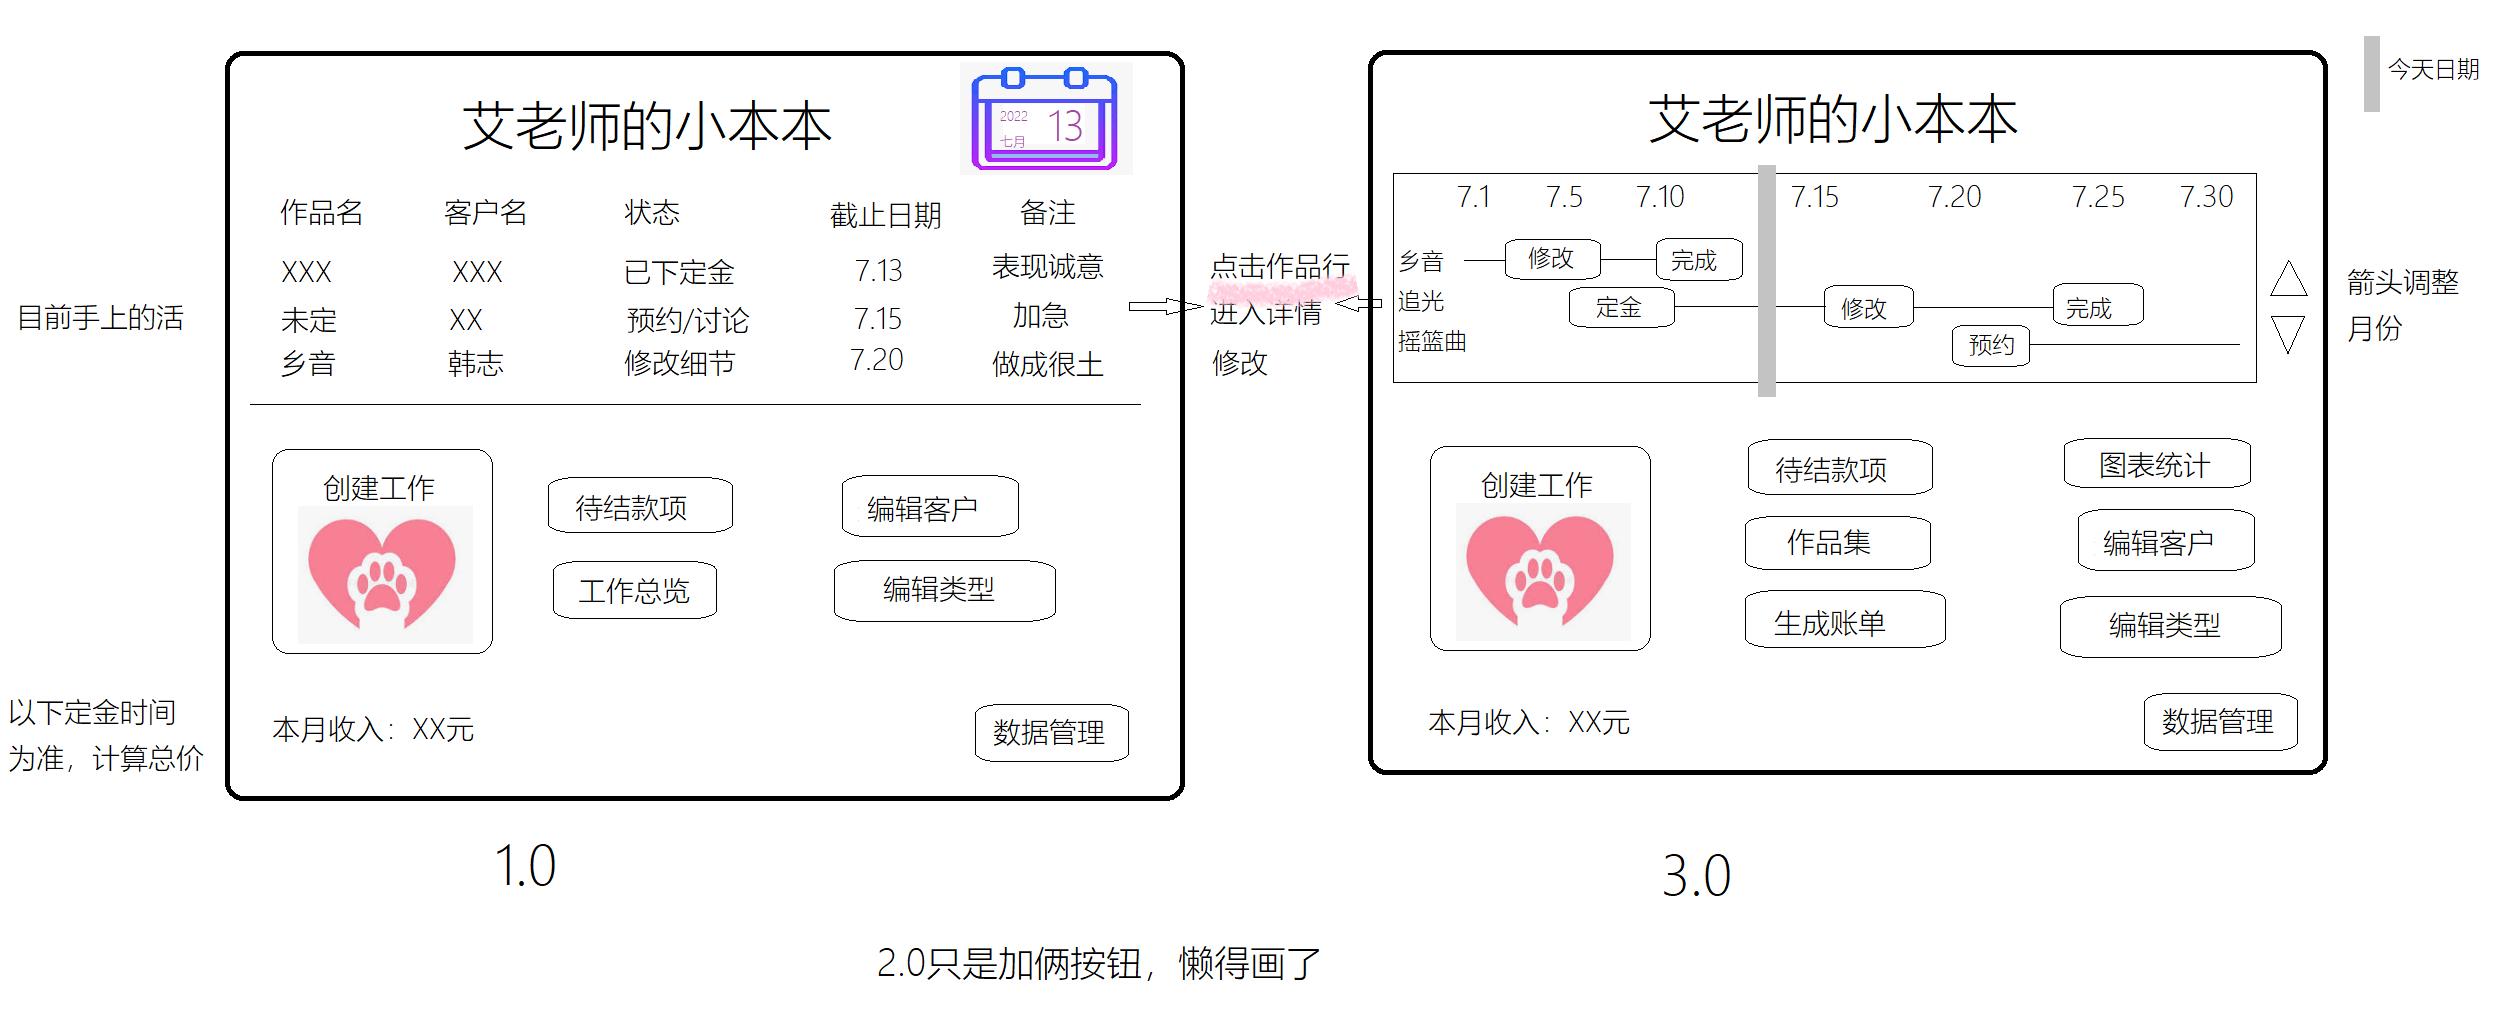 今天日期
艾老师的小本本
2022
七月
13
作品名 客户名 状态 截止日期 备注
XXX XXX 已下定金 7.13 表现诚意
未定 XX 预约/讨论 7.15 加急
乡音 韩志 修改细节 7.20 做成很土
目前手上的活
点击作品行
进入详情
修改
创建工作
待结款项
编辑客户
工作总览
编辑类型
以下定金时间
为准，计算总价
本月收入：XX元
数据管理
1.0
艾老师的小本本
7.1 7.5 7.10 7.15 7.20 7.25 7.30
乡音 修改 完成
追光 定金 修改 完成
摇篮曲 预约
箭头调整
月份
创建工作
待结款项
图表统计
作品集
编辑客户
生成账单
编辑类型
本月收入：XX元
数据管理
3.0
2.0只是加俩按钮，懒得画了